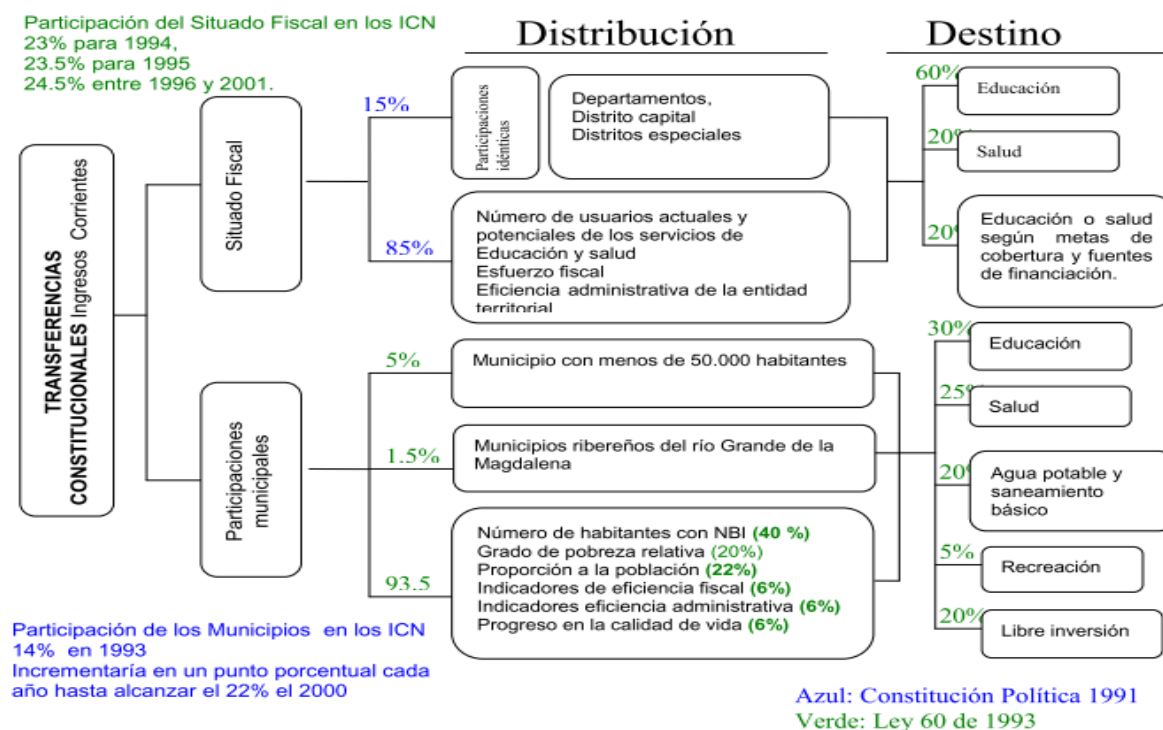 Participación del Situado Fiscal en los ICN
23% para 1994,
23.5% para 1995
24.5% entre 1996 y 2001.
Distribución
Destino
TRANSFERENCIAS
CONSTITUCIONALES Ingresos Corrientes
Situado Fiscal
15%
Participaciones
idénticas
Departamentos,
Distrito capital
Distritos especiales
85%
Número de usuarios actuales y
potenciales de los servicios de
Educación y salud
Esfuerzo fiscal
Eficiencia administrativa de la entidad
territorial
60%
Educación
20%
Salud
20%
Educación o salud
según metas de
cobertura y fuentes
de financiación.
Participaciones
municipales
5%
Municipio con menos de 50.000 habitantes
1.5%
Municipios ribereños del río Grande de la
Magdalena
93.5
Número de habitantes con NBI (40 %)
Grado de pobreza relativa (20%)
Proporción a la población (22%)
Indicadores de eficiencia fiscal (6%)
Indicadores eficiencia administrativa (6%)
Progreso en la calidad de vida (6%)
30%
Educación
25%
Salud
20%
Agua potable y
saneamiento
básico
5%
Recreación
20%
Libre inversión
Participación de los Municipios en los ICN
14% en 1993
Incrementaría en un punto porcentual cada
año hasta alcanzar el 22% el 2000
Azul: Constitución Política 1991
Verde: Ley 60 de 1993